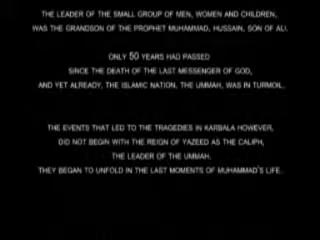 THE LEADER OF THE SMALL GROUP OF MEN, WOMEN AND CHILDREN,
WAS THE GRANDSON OF THE PROPHET MUHAMMAD, HUSSAIN, SON OF ALI.
ONLY 50 YEARS HAD PASSED
SINCE THE DEATH OF THE LAST MESSENGER OF GOD,
AND YET ALREADY, THE ISLAMIC NATION, THE UMMAH, WAS IN TURMOIL.
THE EVENTS THAT LED TO THE TRAGEDIES IN KARBALA HOWEVER,
DID NOT BEGIN WITH THE REIGN OF YAZEED AS THE CALIPH,
THE LEADER OF THE UMMAH.
THEY BEGAN TO UNFOLD IN THE LAST MOMENTS OF MUHAMMAD'S LIFE.